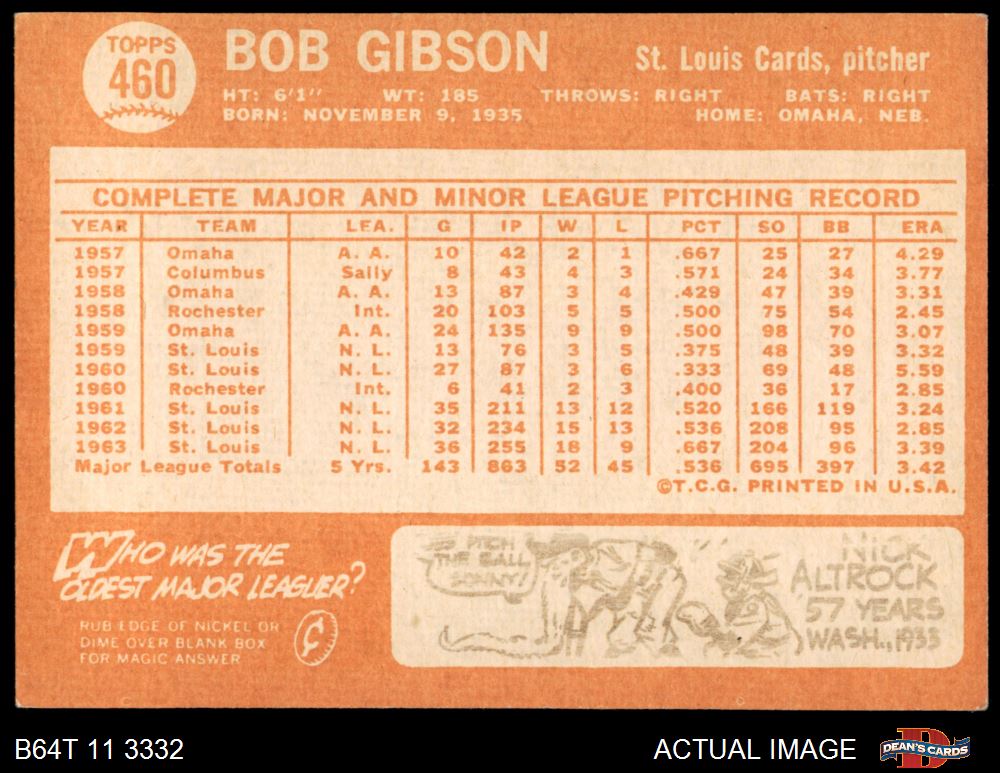 TOPPS
460
BOB GIBSON
St. Louis Cards, pitcher
HT: 6'1" WT: 185 THROWS: RIGHT BATS: RIGHT
BORN: NOVEMBER 9, 1935 HOME: OMAHA, NEB.
COMPLETE MAJOR AND MINOR LEAGUE PITCHING RECORD
YEAR TEAM LEA. G IP W L PCT SO BB ERA
1957 Omaha A. A. 10 42 2 1 .667 25 27 4.29
1957 Columbus Sally 8 43 4 3 .571 24 34 3.77
1958 Omaha A. A. 13 87 3 4 .429 47 39 3.31
1958 Rochester Int. 20 103 5 5 .500 75 54 2.45
1959 Omaha A. A. 24 135 9 9 .500 98 70 3.07
1959 St. Louis N. L. 13 76 3 5 .375 48 39 3.32
1960 St. Louis N. L. 27 87 3 6 .333 69 48 5.59
1960 Rochester Int. 6 41 2 3 .400 36 17 2.85
1961 St. Louis N. L. 35 211 13 12 .520 166 119 3.24
1962 St. Louis N. L. 32 234 15 13 .536 208 95 2.85
1963 St. Louis N. L. 36 255 18 9 .667 204 96 3.39
Major League Totals 5 Yrs. 143 863 52 45 .536 695 397 3.42
©T.C.G. PRINTED IN U.S.A.
WHO WAS THE
OLDEST MAJOR LEAGUER?
RUB EDGE OF NICKEL OR
DIME OVER BLANK BOX
FOR MAGIC ANSWER
PITCH
THE BALL
SONNY!
NICK
ALTROCK
57 YEARS
WASH., 1933
B64T 11 3332
ACTUAL IMAGE
DEAN'S CARDS